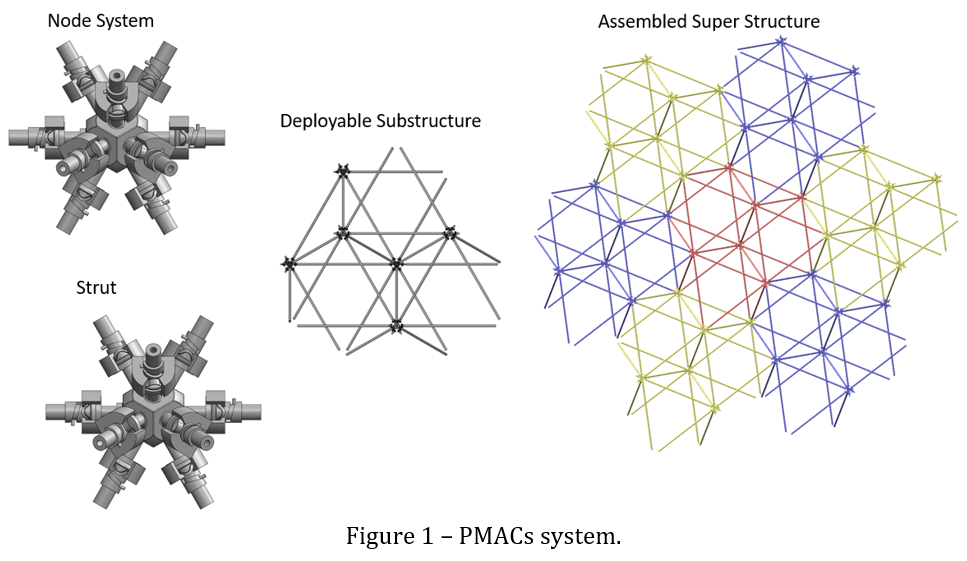 Node System
Assembled Super Structure
Deployable Substructure
Strut
Figure 1 – PMACs system.